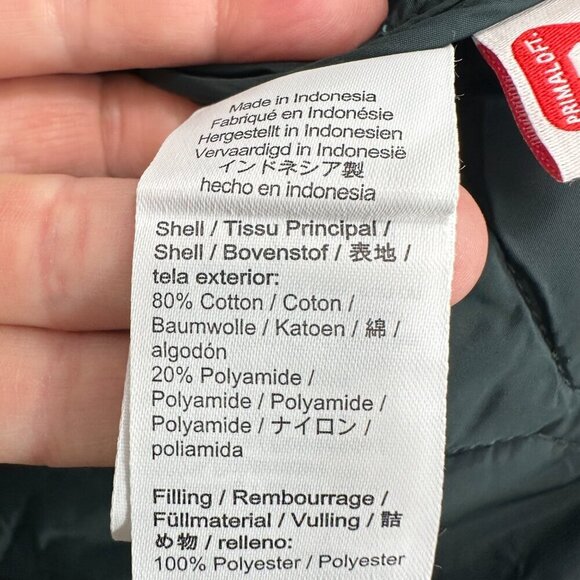 PRIMALOFT.
Made in Indonesia
Fabriqué en Indonésie
Hergestellt in Indonesien
Vervaardigd in Indonesië
インドネシア製
hecho en indonesia
Shell / Tissu Principal /
Shell / Bovenstof / 表地 /
tela exterior:
80% Cotton / Coton /
Baumwolle / Katoen / 綿 /
algodón
20% Polyamide /
Polyamide / Polyamide /
Polyamide / ナイロン /
poliamida
Filling / Rembourrage /
Füllmaterial / Vulling / 詰
め物 / relleno:
100% Polyester / Polyester